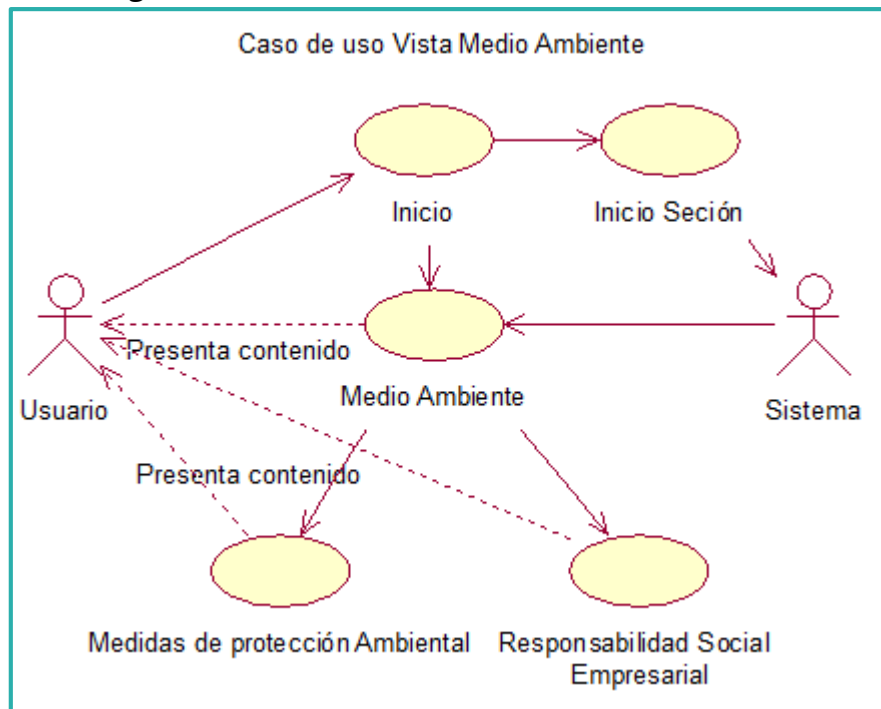 Caso de uso Vista Medio Ambiente
Inicio
Inicio Seción
Presenta contenido
Usuario
Medio Ambiente
Sistema
Presenta contenido
Medidas de protección Ambiental
Responsabilidad Social
Empresarial